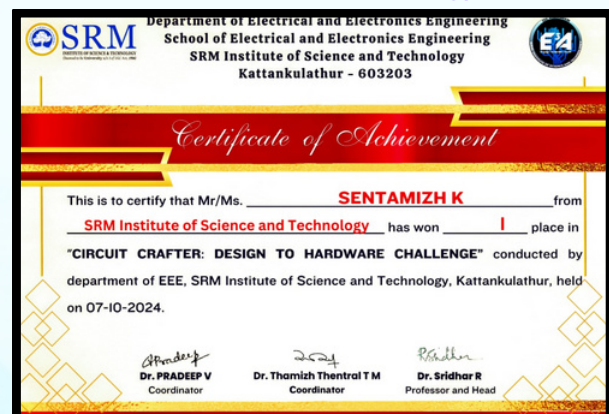 Department of Electrical and Electronics Engineering
School of Electrical and Electronics Engineering
SRM Institute of Science and Technology
Kattankulathur - 603203
SRM
INSTITUTE OF SCIENCE & TECHNOLOGY
Certificate of Achievement
This is to certify that Mr/Ms. SENTAMIZH K from
SRM Institute of Science and Technology has won I place in
"CIRCUIT CRAFTER: DESIGN TO HARDWARE CHALLENGE" conducted by
department of EEE, SRM Institute of Science and Technology, Kattankulathur, held
on 07-10-2024.
Dr. PRADEEP V
Coordinator
Dr. Thamizh Thentral T M
Coordinator
Dr. Sridhar R
Professor and Head